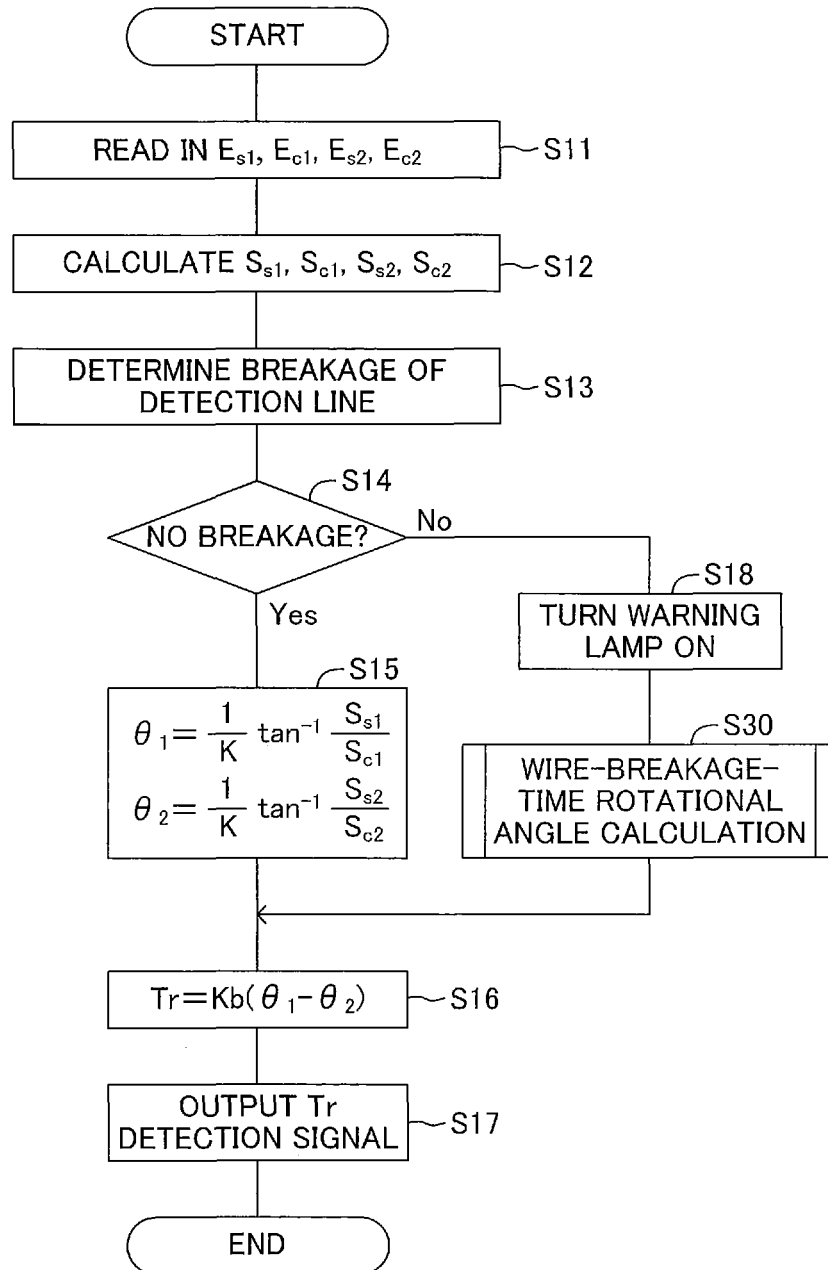 START
READ IN Es1, Ec1, Es2, Ec2
S11
CALCULATE Ss1, Sc1, Ss2, Sc2
S12
DETERMINE BREAKAGE OF
DETECTION LINE
S13
S14
NO BREAKAGE?
No
Yes
S18
TURN WARNING
LAMP ON
S15
θ1= 1/K tan⁻¹ Ss1/Sc1
θ2= 1/K tan⁻¹ Ss2/Sc2
S30
WIRE-BREAKAGE-
TIME ROTATIONAL
ANGLE CALCULATION
Tr=Kb(θ1-θ2)
S16
OUTPUT Tr
DETECTION SIGNAL
S17
END